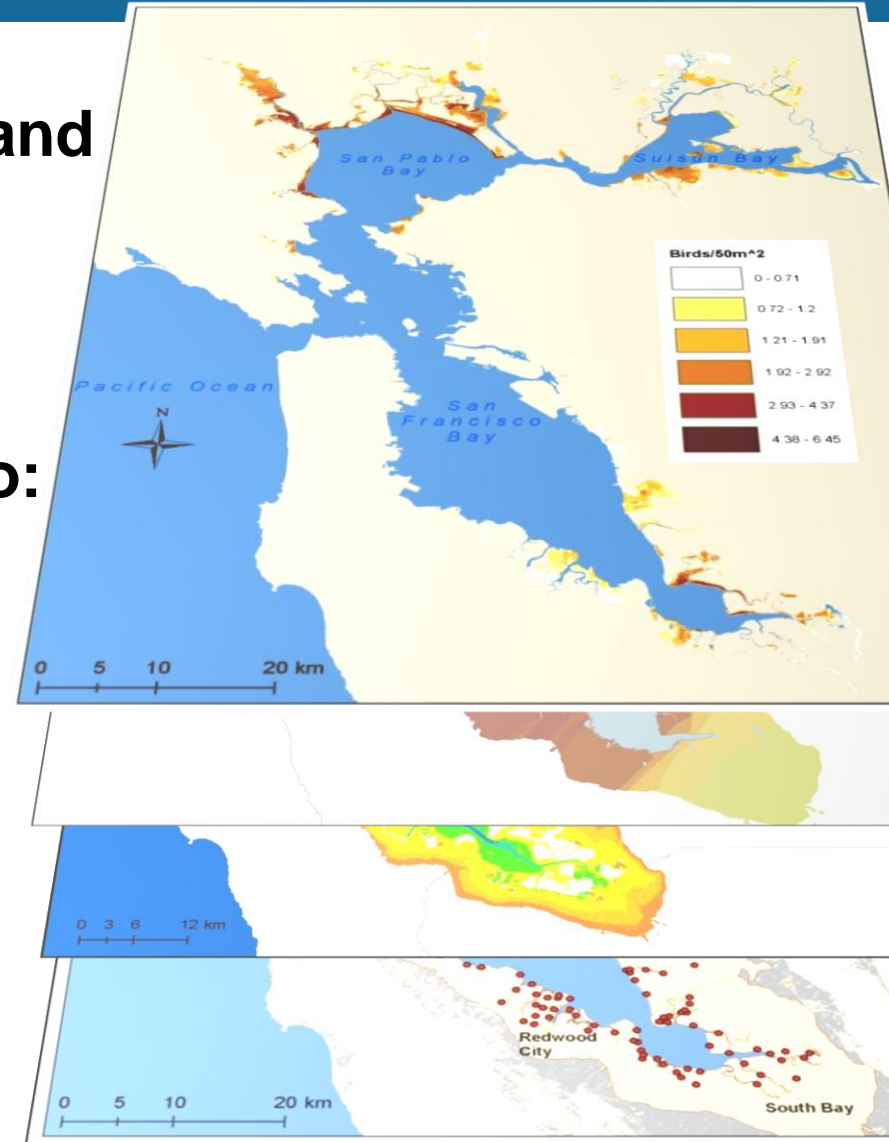 and
o:
San Pablo
Bay
Suisun Bay
Birds/50m^2
0 - 0.71
0.72 - 1.2
1.21 - 1.91
1.92 - 2.92
2.93 - 4.37
4.38 - 6.45
Pacific Ocean
N
San
Francisco
Bay
0 5 10 20 km
0 3 6 12 km
Redwood
City
0 5 10 20 km
South Bay